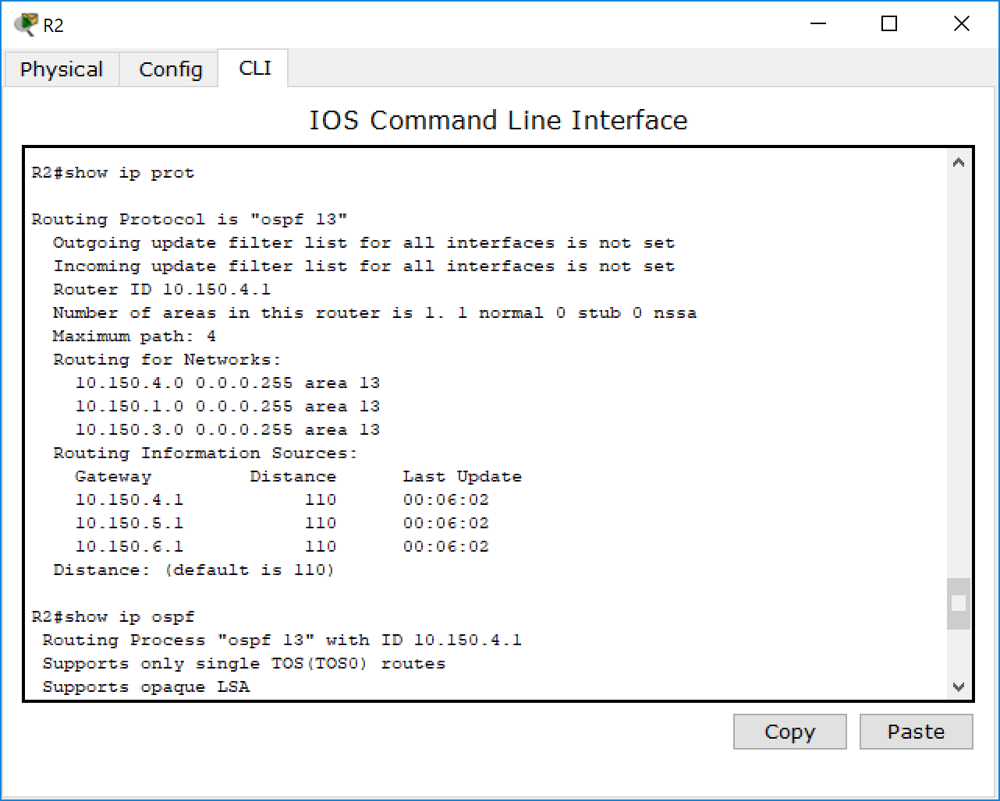 R2
Physical Config CLI
IOS Command Line Interface
R2#show ip prot
Routing Protocol is "ospf 13"
Outgoing update filter list for all interfaces is not set
Incoming update filter list for all interfaces is not set
Router ID 10.150.4.1
Number of areas in this router is 1. 1 normal 0 stub 0 nssa
Maximum path: 4
Routing for Networks:
10.150.4.0 0.0.0.255 area 13
10.150.1.0 0.0.0.255 area 13
10.150.3.0 0.0.0.255 area 13
Routing Information Sources:
Gateway Distance Last Update
10.150.4.1 110 00:06:02
10.150.5.1 110 00:06:02
10.150.6.1 110 00:06:02
Distance: (default is 110)
R2#show ip ospf
Routing Process "ospf 13" with ID 10.150.4.1
Supports only single TOS(TOS0) routes
Supports opaque LSA
Copy Paste